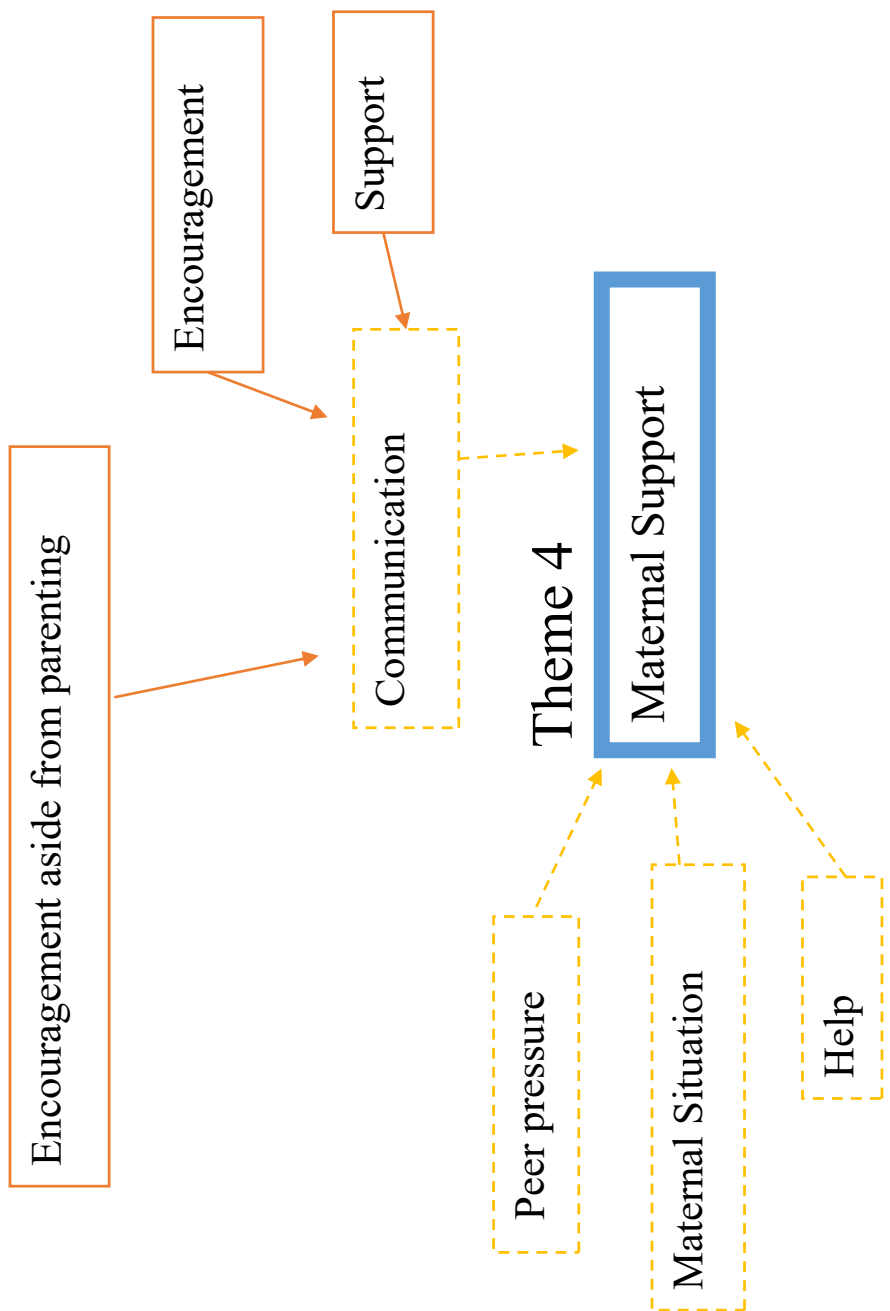 Encouragement aside from parenting
Encouragement
Support
Communication
Theme 4
Maternal Support
Peer pressure
Maternal Situation
Help